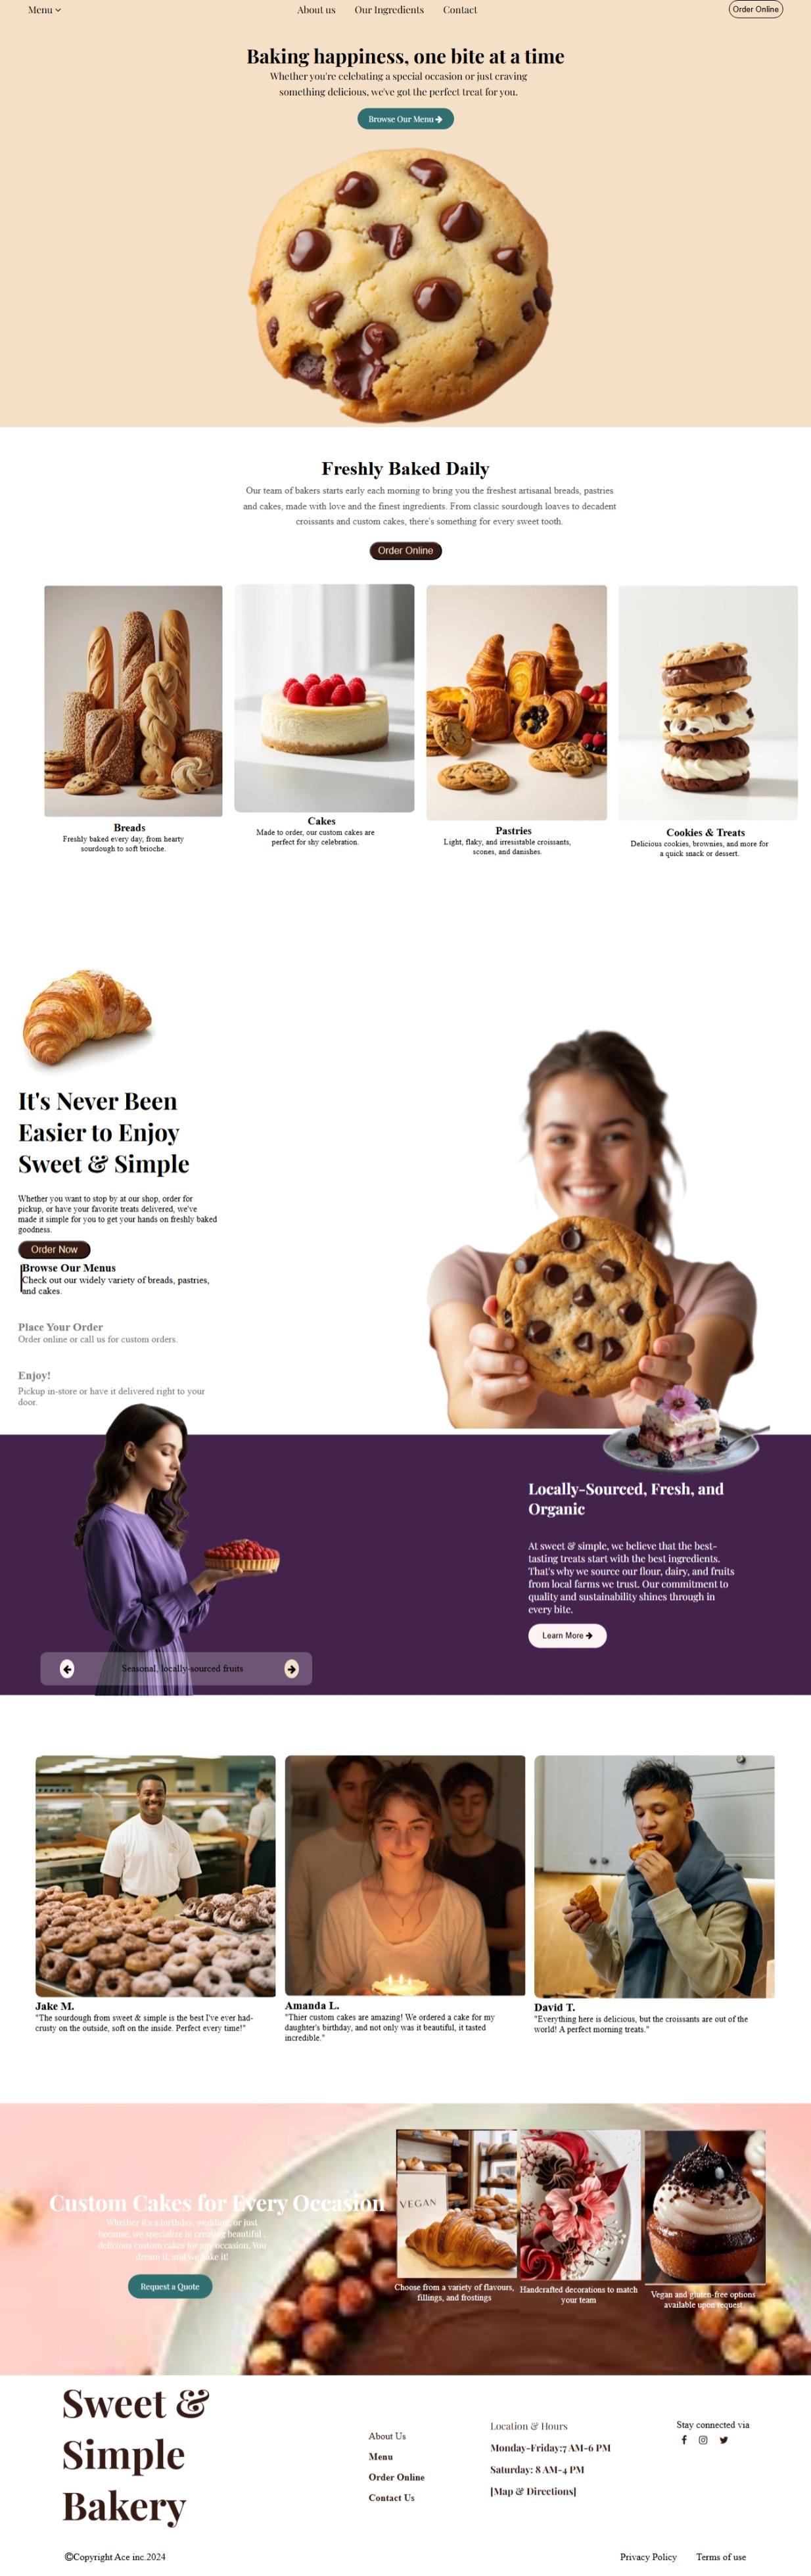 Menu
About us
Our Ingredients
Contact
Order Online
Baking happiness, one bite at a time
Whether you're celebating a special occasion or just craving
something delicious, we've got the perfect treat for you.
Browse Our Menu
Freshly Baked Daily
Our team of bakers starts early each morning to bring you the freshest artisanal breads, pastries
and cakes, made with love and the finest ingredients. From classic sourdough loaves to decadent
croissants and custom cakes, there's something for every sweet tooth.
Order Online
Breads
Freshly baked every day, from hearty
sourdough to soft brioche.
Cakes
Made to order, our custom cakes are
perfect for shy celebration.
Pastries
Light, flaky, and irresistable croissants,
scones, and danishes.
Cookies & Treats
Delicious cookies, brownies, and more for
a quick snack or dessert.
It's Never Been
Easier to Enjoy
Sweet & Simple
Whether you want to stop by at our shop, order for
pickup, or have your favorite treats delivered, we've
made it simple for you to get your hands on freshly baked
goodness.
Order Now
Browse Our Menus
Check out our widely variety of breads, pastries,
and cakes.
Place Your Order
Order online or call us for custom orders.
Enjoy!
Pickup in-store or have it delivered right to your
door.
Locally-Sourced, Fresh, and
Organic
At sweet & simple, we believe that the best-
tasting treats start with the best ingredients.
That's why we source our flour, dairy, and fruits
from local farms we trust. Our commitment to
quality and sustainability shines through in
every bite.
Learn More
Seasonal, locally-sourced fruits
Jake M.
"The sourdough from sweet & simple is the best I've ever had-
crusty on the outside, soft on the inside. Perfect every time!"
Amanda L.
"Thier custom cakes are amazing! We ordered a cake for my
daughter's birthday, and not only was it beautiful, it tasted
incredible."
David T.
"Everything here is delicious, but the croissants are out of the
world! A perfect morning treats."
Custom Cakes for Every Occasion
Whether it's a birthday, wedding, or just
because, we specialize in creating beautiful ,
delicious custom cakes for any occasion. You
dream it, and we bake it!
Request a Quote
VEGAN
Choose from a variety of flavours,
fillings, and frostings
Handcrafted decorations to match
your team
Vegan and gluten-free options
available upon request
Sweet &
Simple
Bakery
About Us
Menu
Order Online
Contact Us
Location & Hours
Monday-Friday:7 AM-6 PM
Saturday: 8 AM-4 PM
[Map & Directions]
Stay connected via
©Copyright Ace inc.2024
Privacy Policy
Terms of use